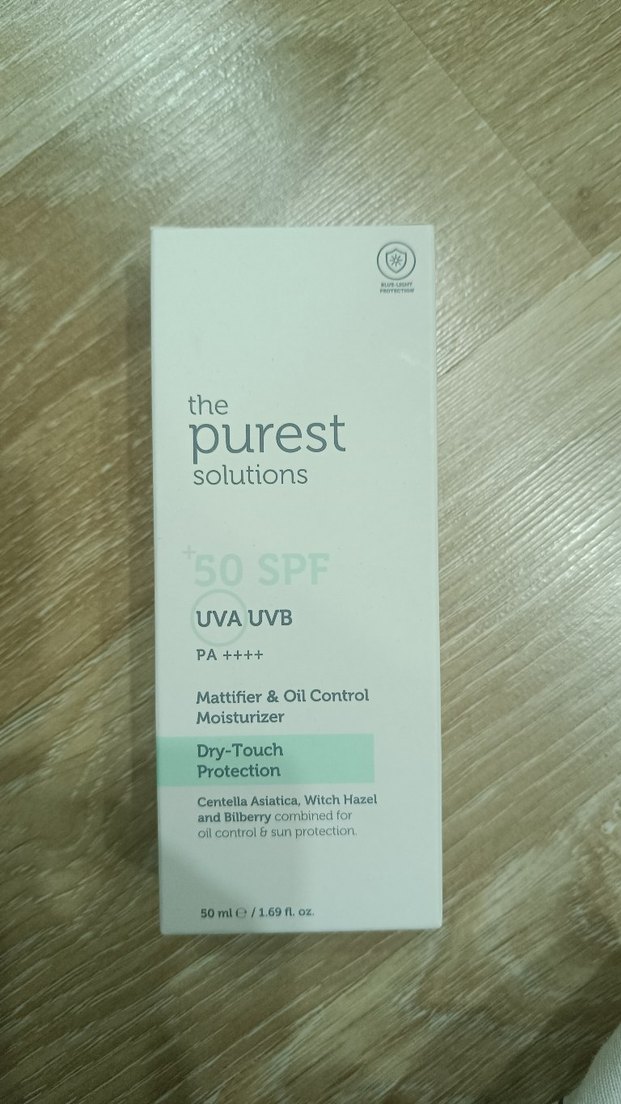 BLUE-LIGHT
PROTECTION
the
purest
solutions
+50 SPF
UVA UVB
PA ++++
Mattifier & Oil Control
Moisturizer
Dry-Touch
Protection
Centella Asiatica, Witch Hazel
and Bilberry combined for
oil control & sun protection.
50 ml ℮ / 1.69 fl. oz.